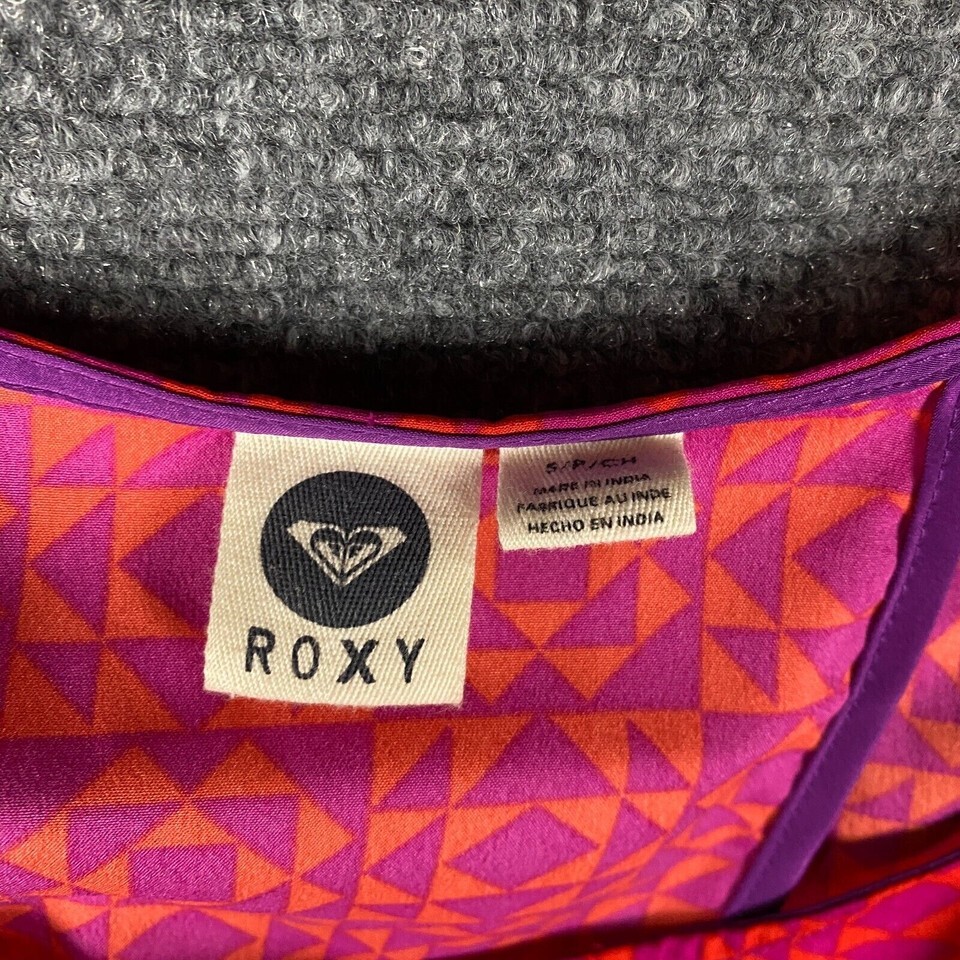 ROXY
S/P/CH
MADE IN INDIA
FABRIQUE AU INDE
HECHO EN INDIA